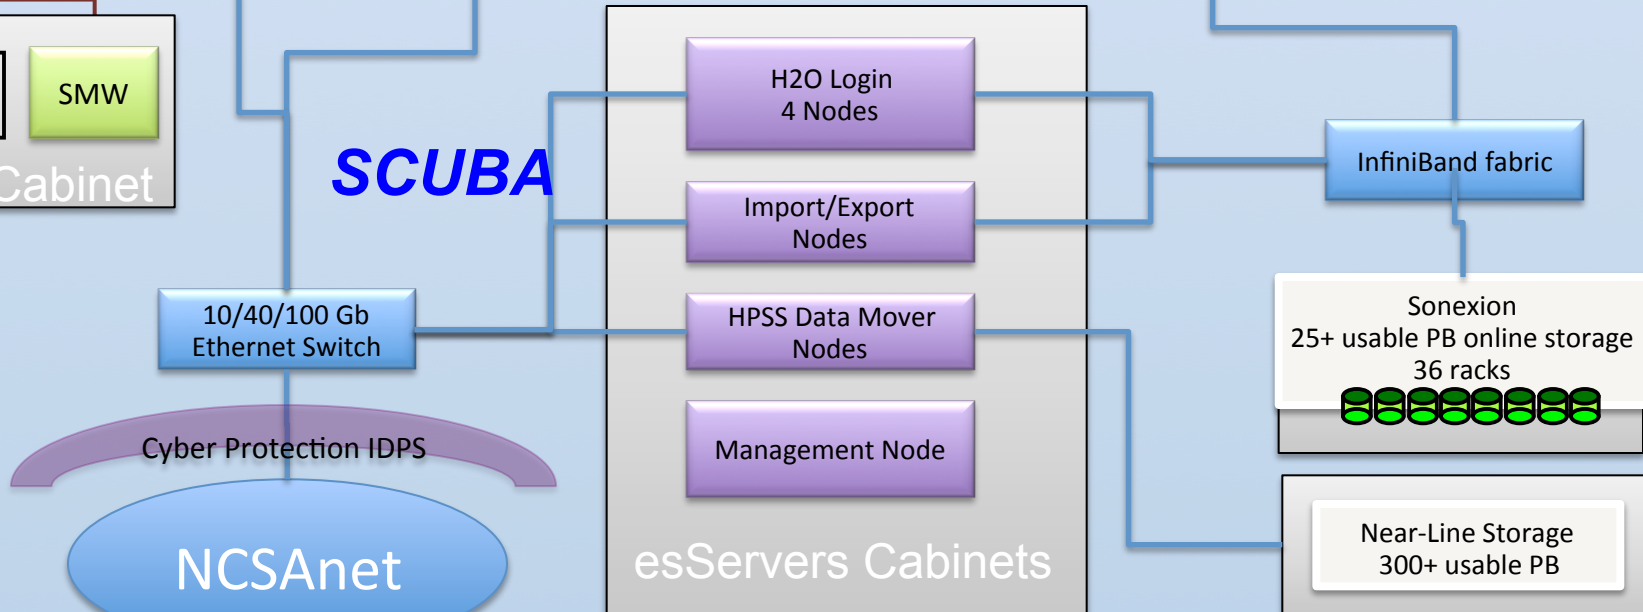 SMW
Cabinet
SCUBA
10/40/100 Gb
Ethernet Switch
Cyber Protection IDPS
NCSAnet
H2O Login
4 Nodes
Import/Export
Nodes
HPSS Data Mover
Nodes
Management Node
esServers Cabinets
InfiniBand fabric
Sonexion
25+ usable PB online storage
36 racks
Near-Line Storage
300+ usable PB